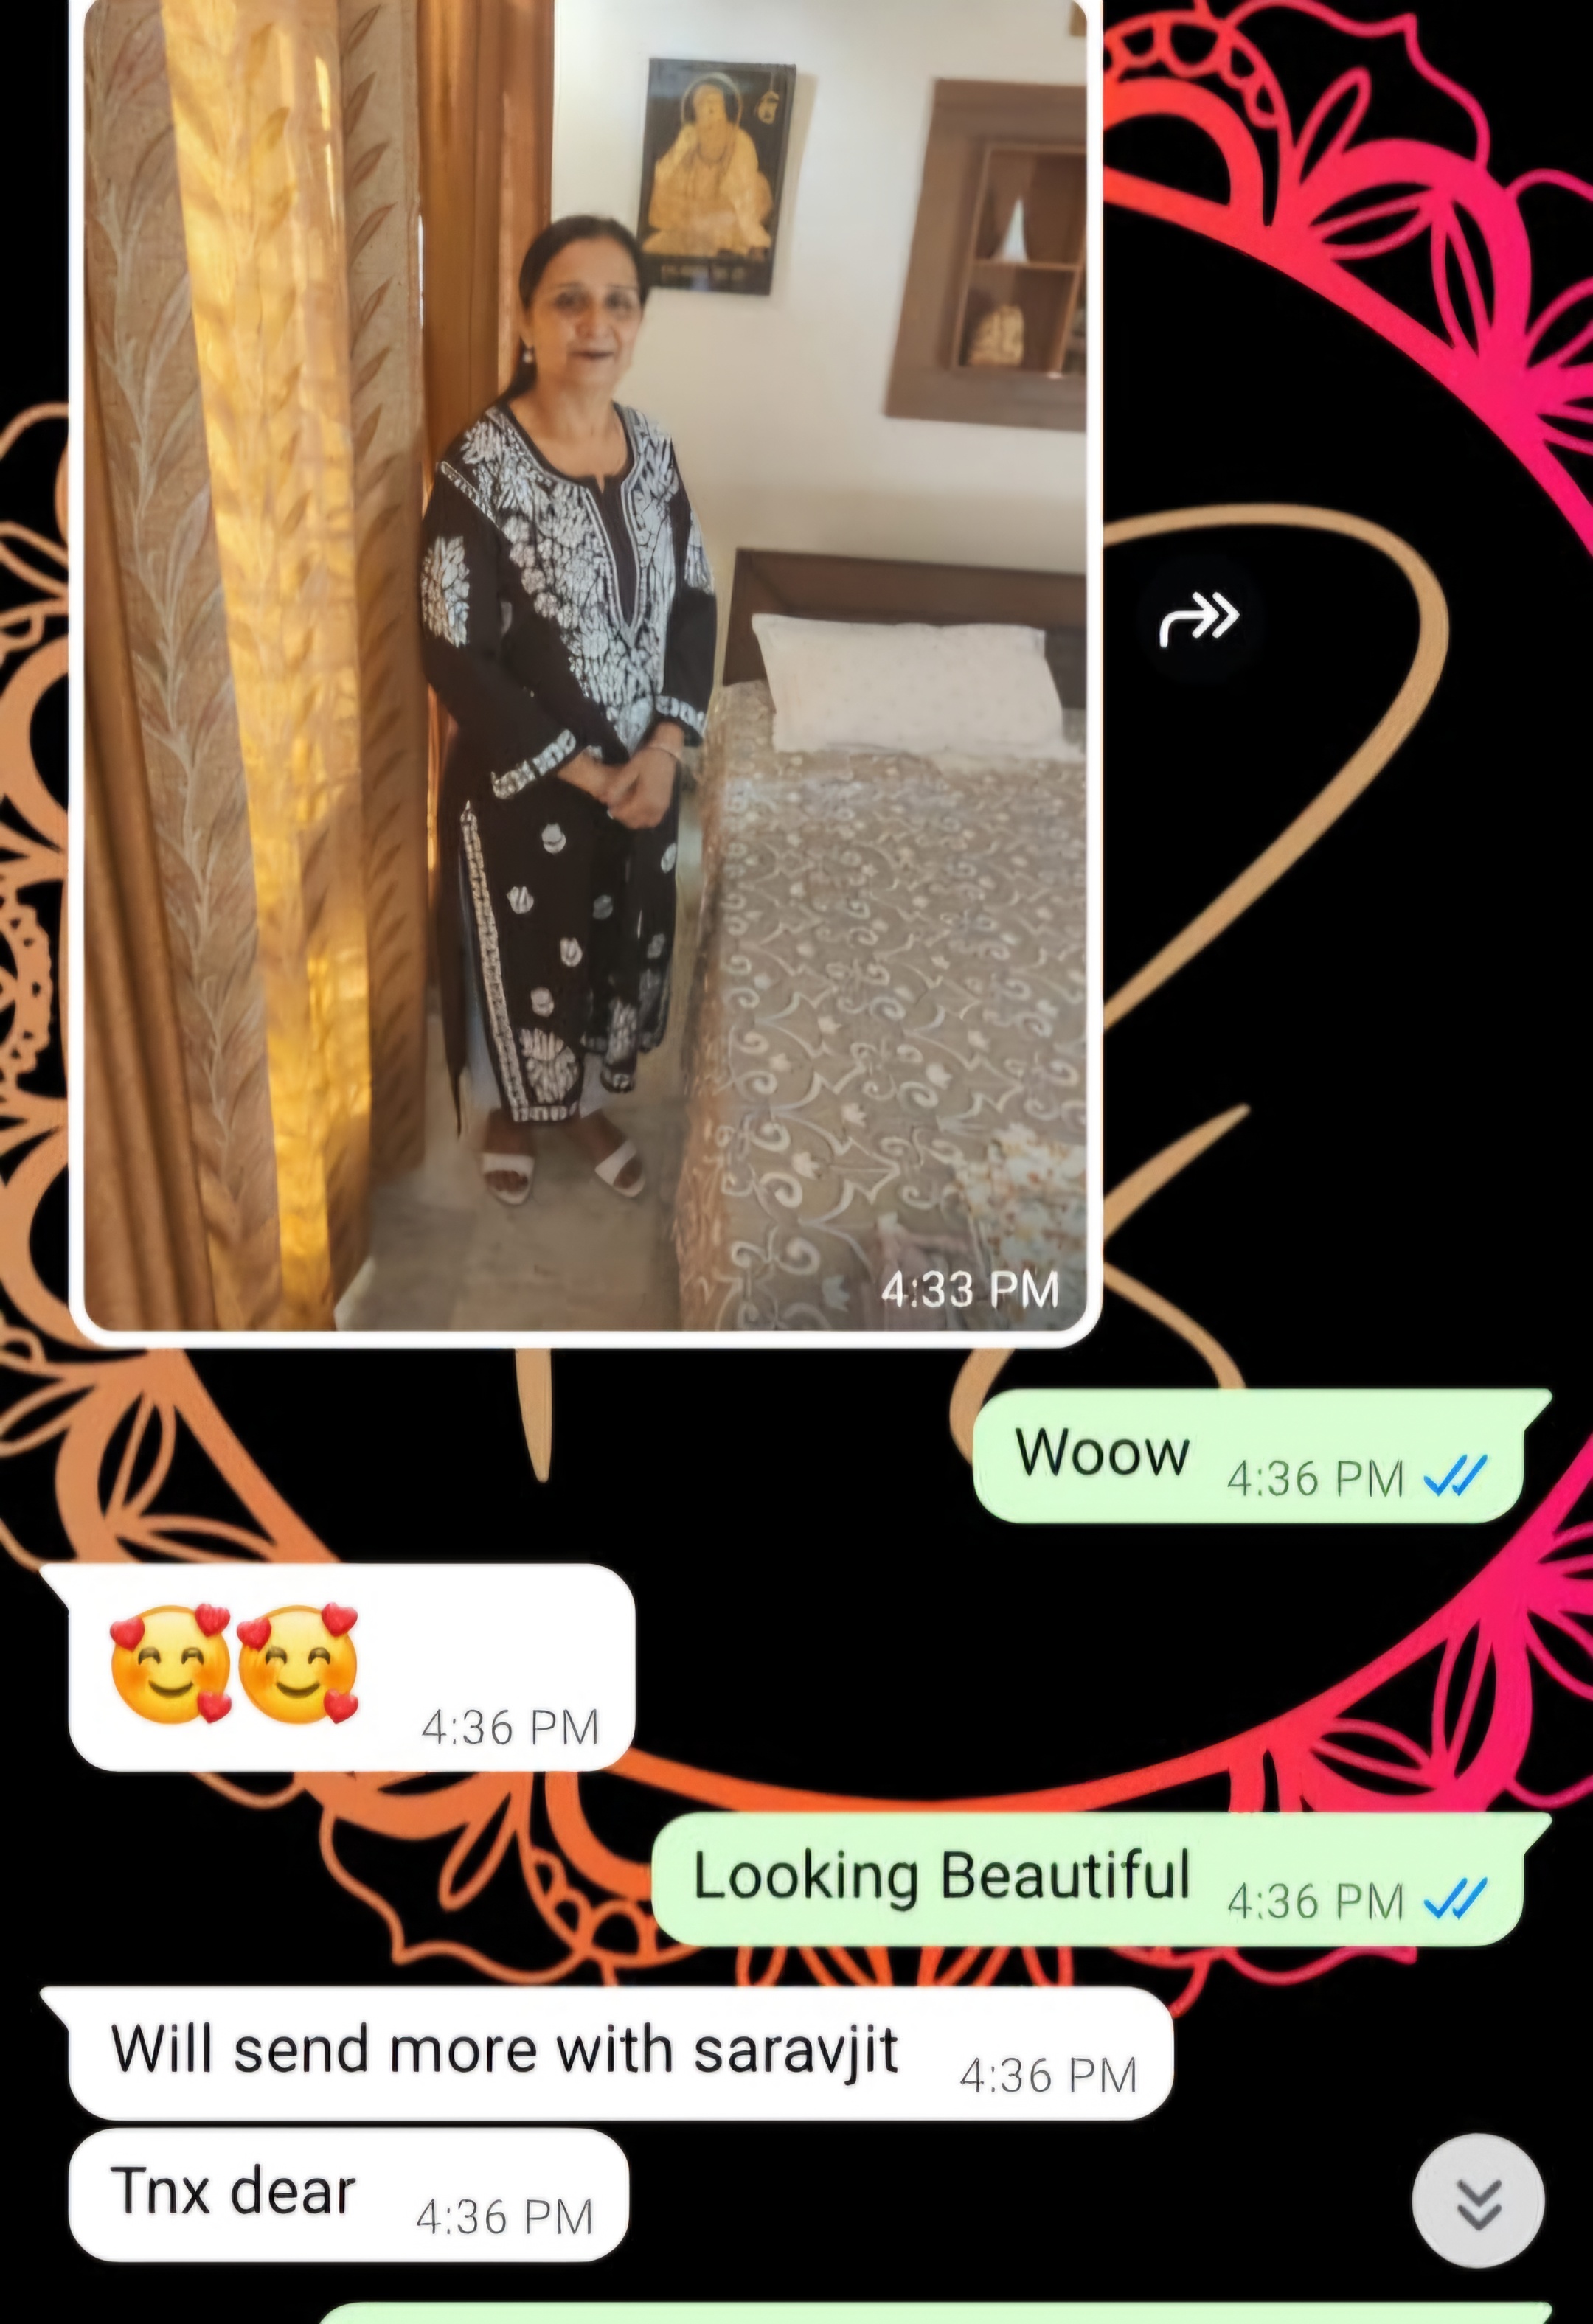 4:33 PM
Woow 4:36 PM
🥰🥰 4:36 PM
Looking Beautiful 4:36 PM
Will send more with saravjit 4:36 PM
Tnx dear 4:36 PM